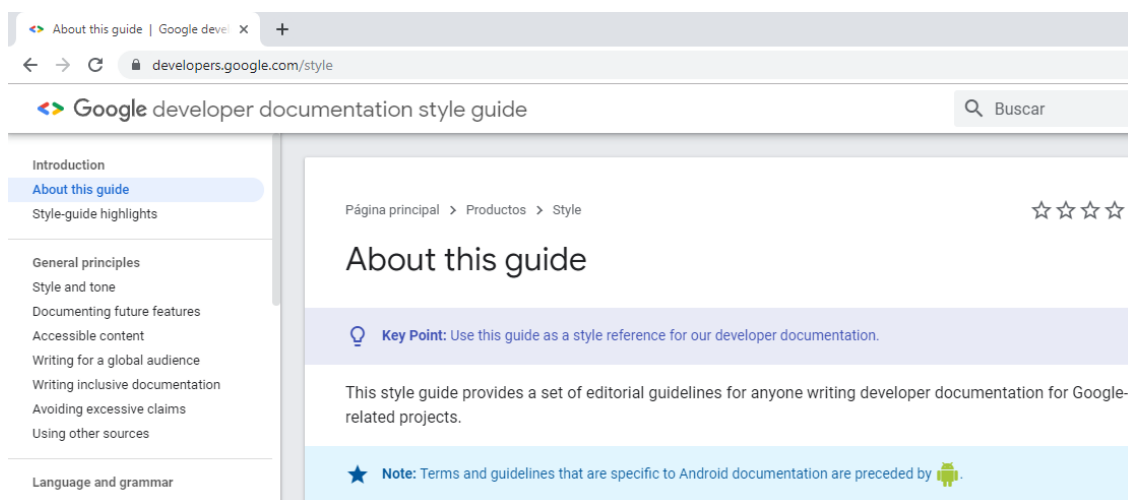 About this guide | Google devel
developers.google.com/style
Google developer documentation style guide
Buscar
Introduction
About this guide
Style-guide highlights
General principles
Style and tone
Documenting future features
Accessible content
Writing for a global audience
Writing inclusive documentation
Avoiding excessive claims
Using other sources
Language and grammar
Página principal > Productos > Style
About this guide
Key Point: Use this guide as a style reference for our developer documentation.
This style guide provides a set of editorial guidelines for anyone writing developer documentation for Google-
related projects.
Note: Terms and guidelines that are specific to Android documentation are preceded by .